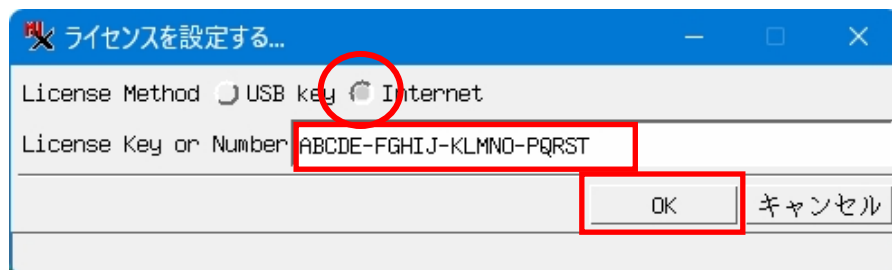 ライセンスを設定する...
License Method USB key Internet
License Key or Number ABCDE-FGHIJ-KLMNO-PQRST
OK キャンセル